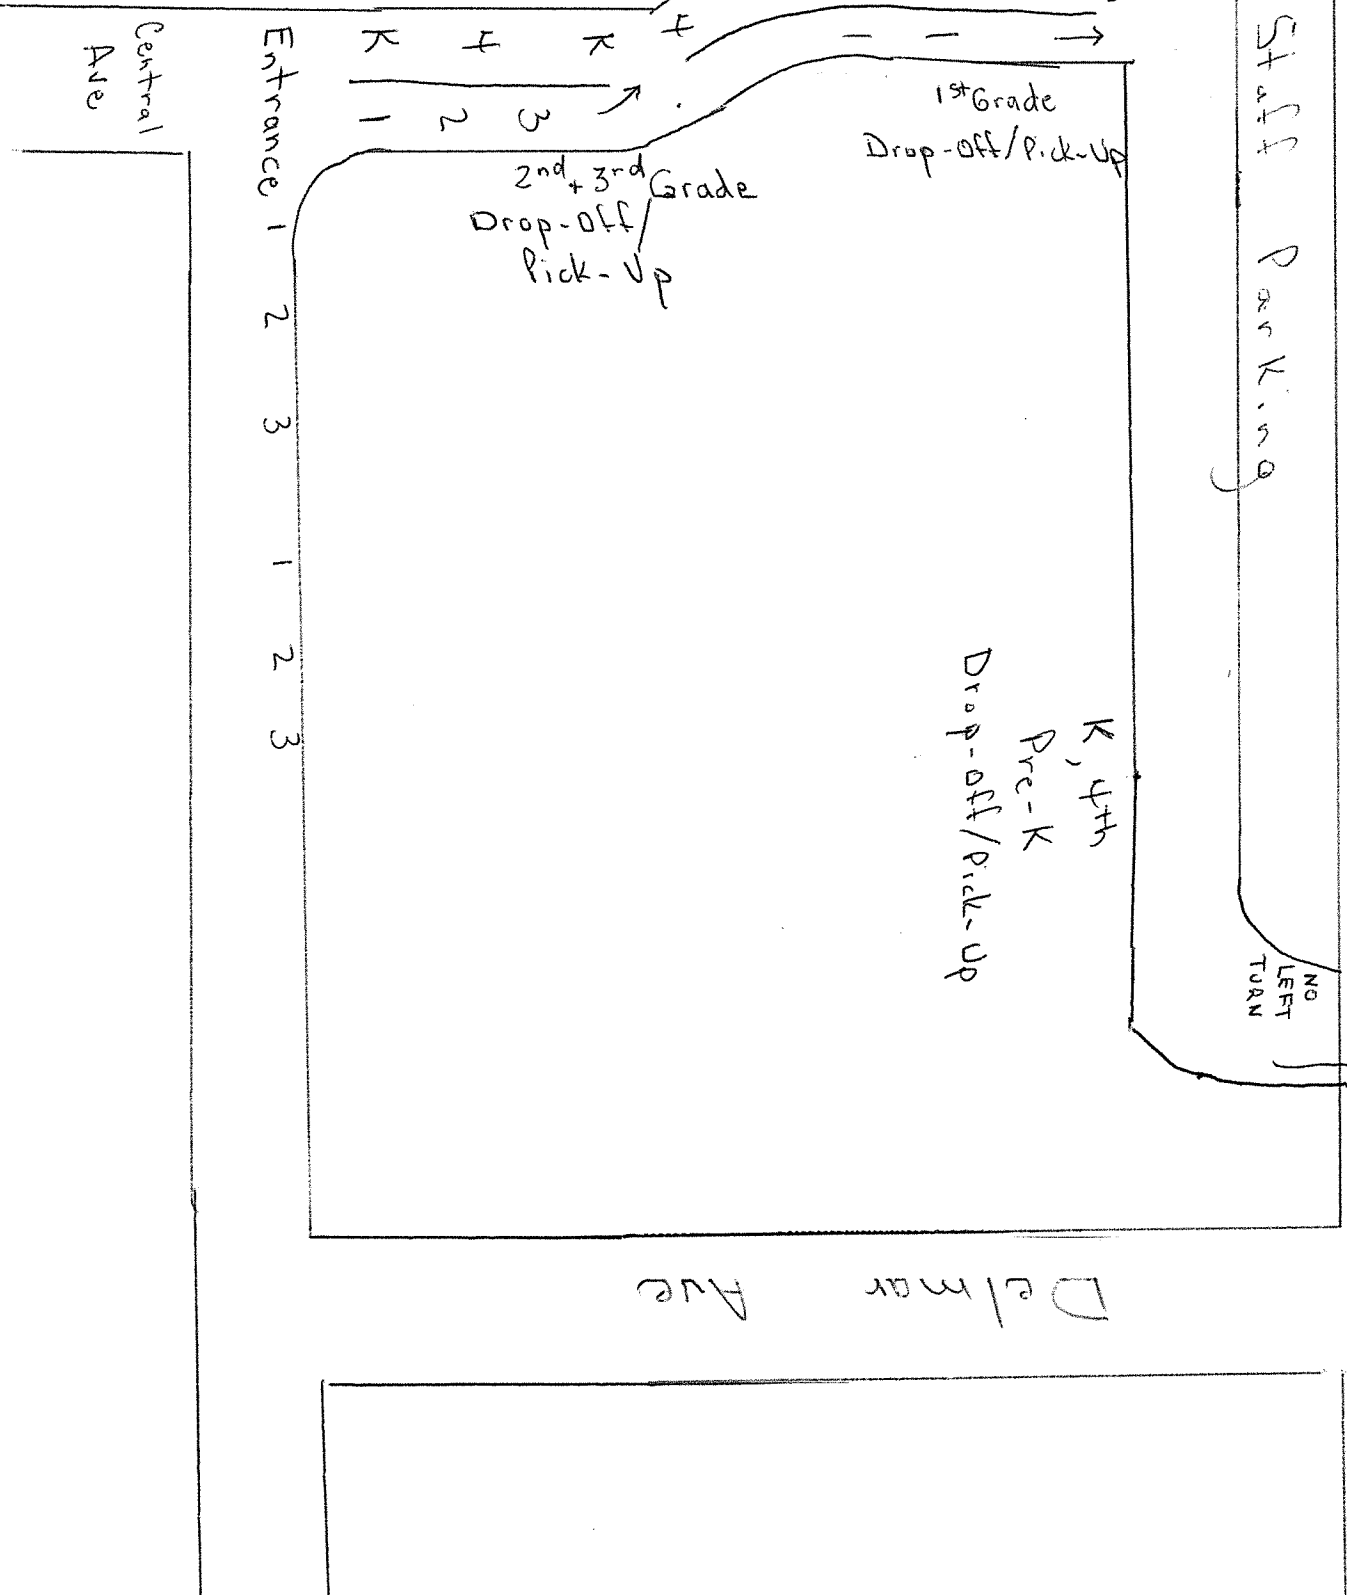 Central
Ave
Entrance
K 4 K 4
1 2 3
1 1
1st Grade
Drop-Off/Pick-Up
2nd + 3rd Grade
Drop-Off/
Pick-Up
Staff Parking
1
2
3
1
2
3
K, 4th
Pre-K
Drop-Off/Pick-Up
NO
LEFT
TURN
Delmar Ave